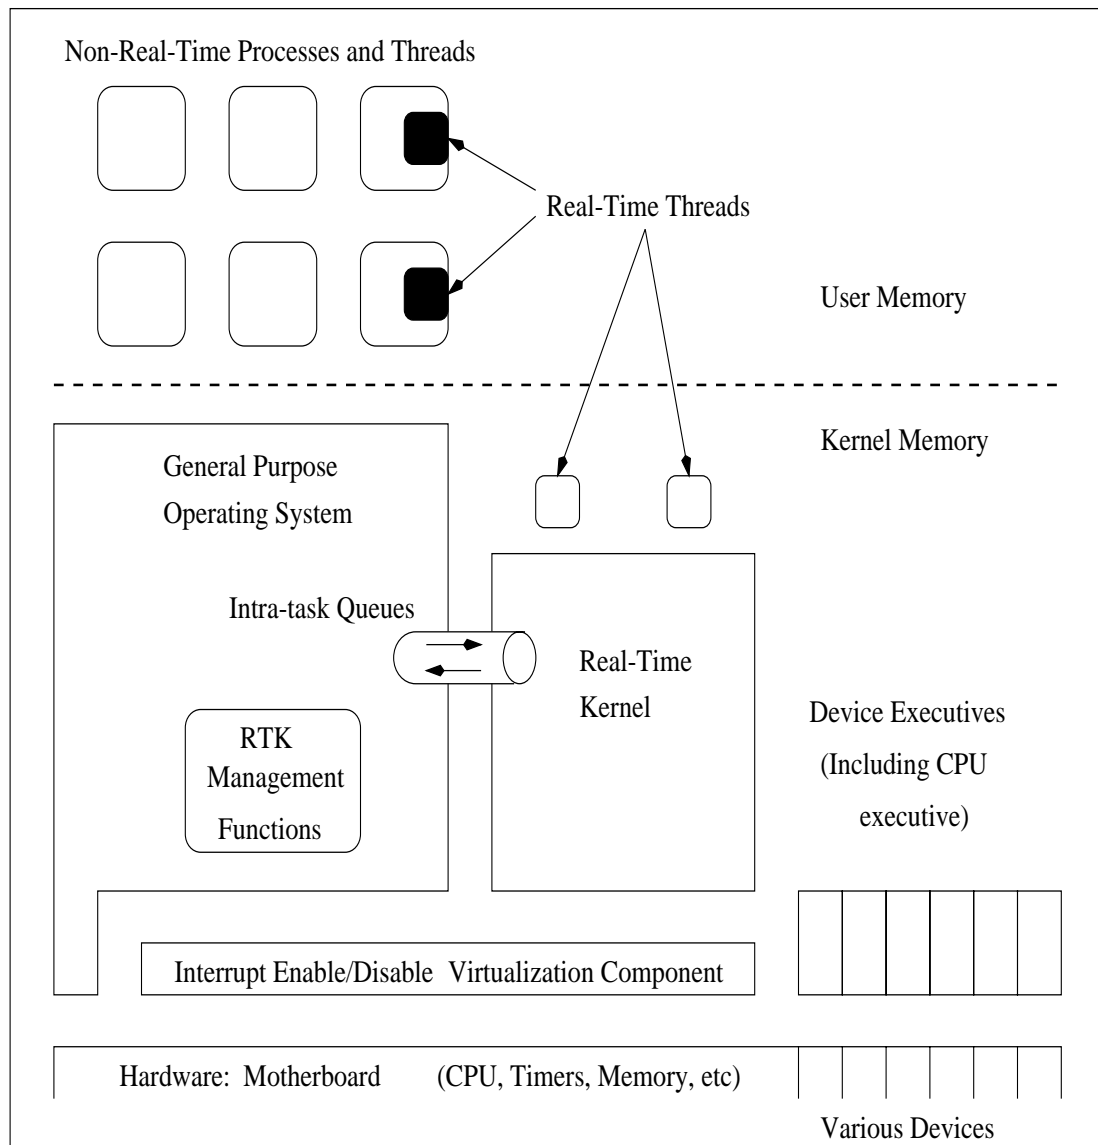 Non-Real-Time Processes and Threads
Real-Time Threads
User Memory
Kernel Memory
General Purpose
Operating System
Intra-task Queues
Real-Time
Kernel
RTK
Management
Functions
Device Executives
(Including CPU
executive)
Interrupt Enable/Disable Virtualization Component
Hardware: Motherboard (CPU, Timers, Memory, etc)
Various Devices